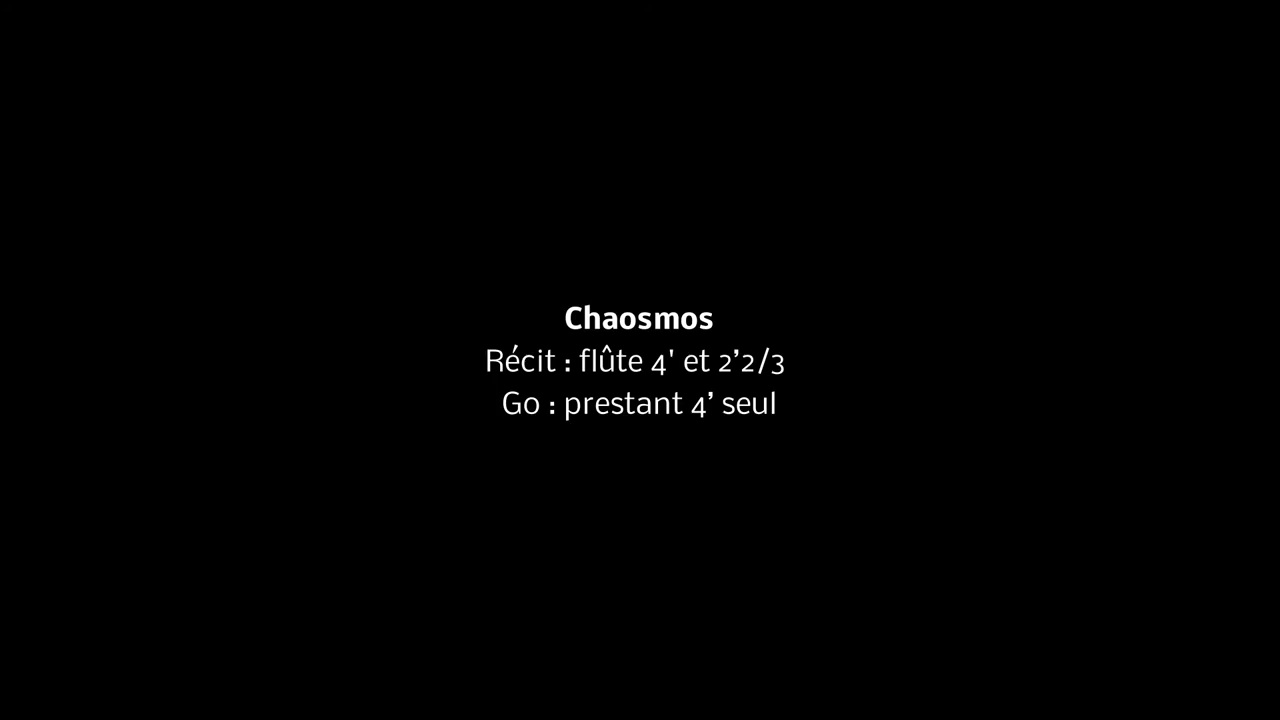 Chaosmos
Récit : flûte 4' et 2’2/3
Go : prestant 4’ seul